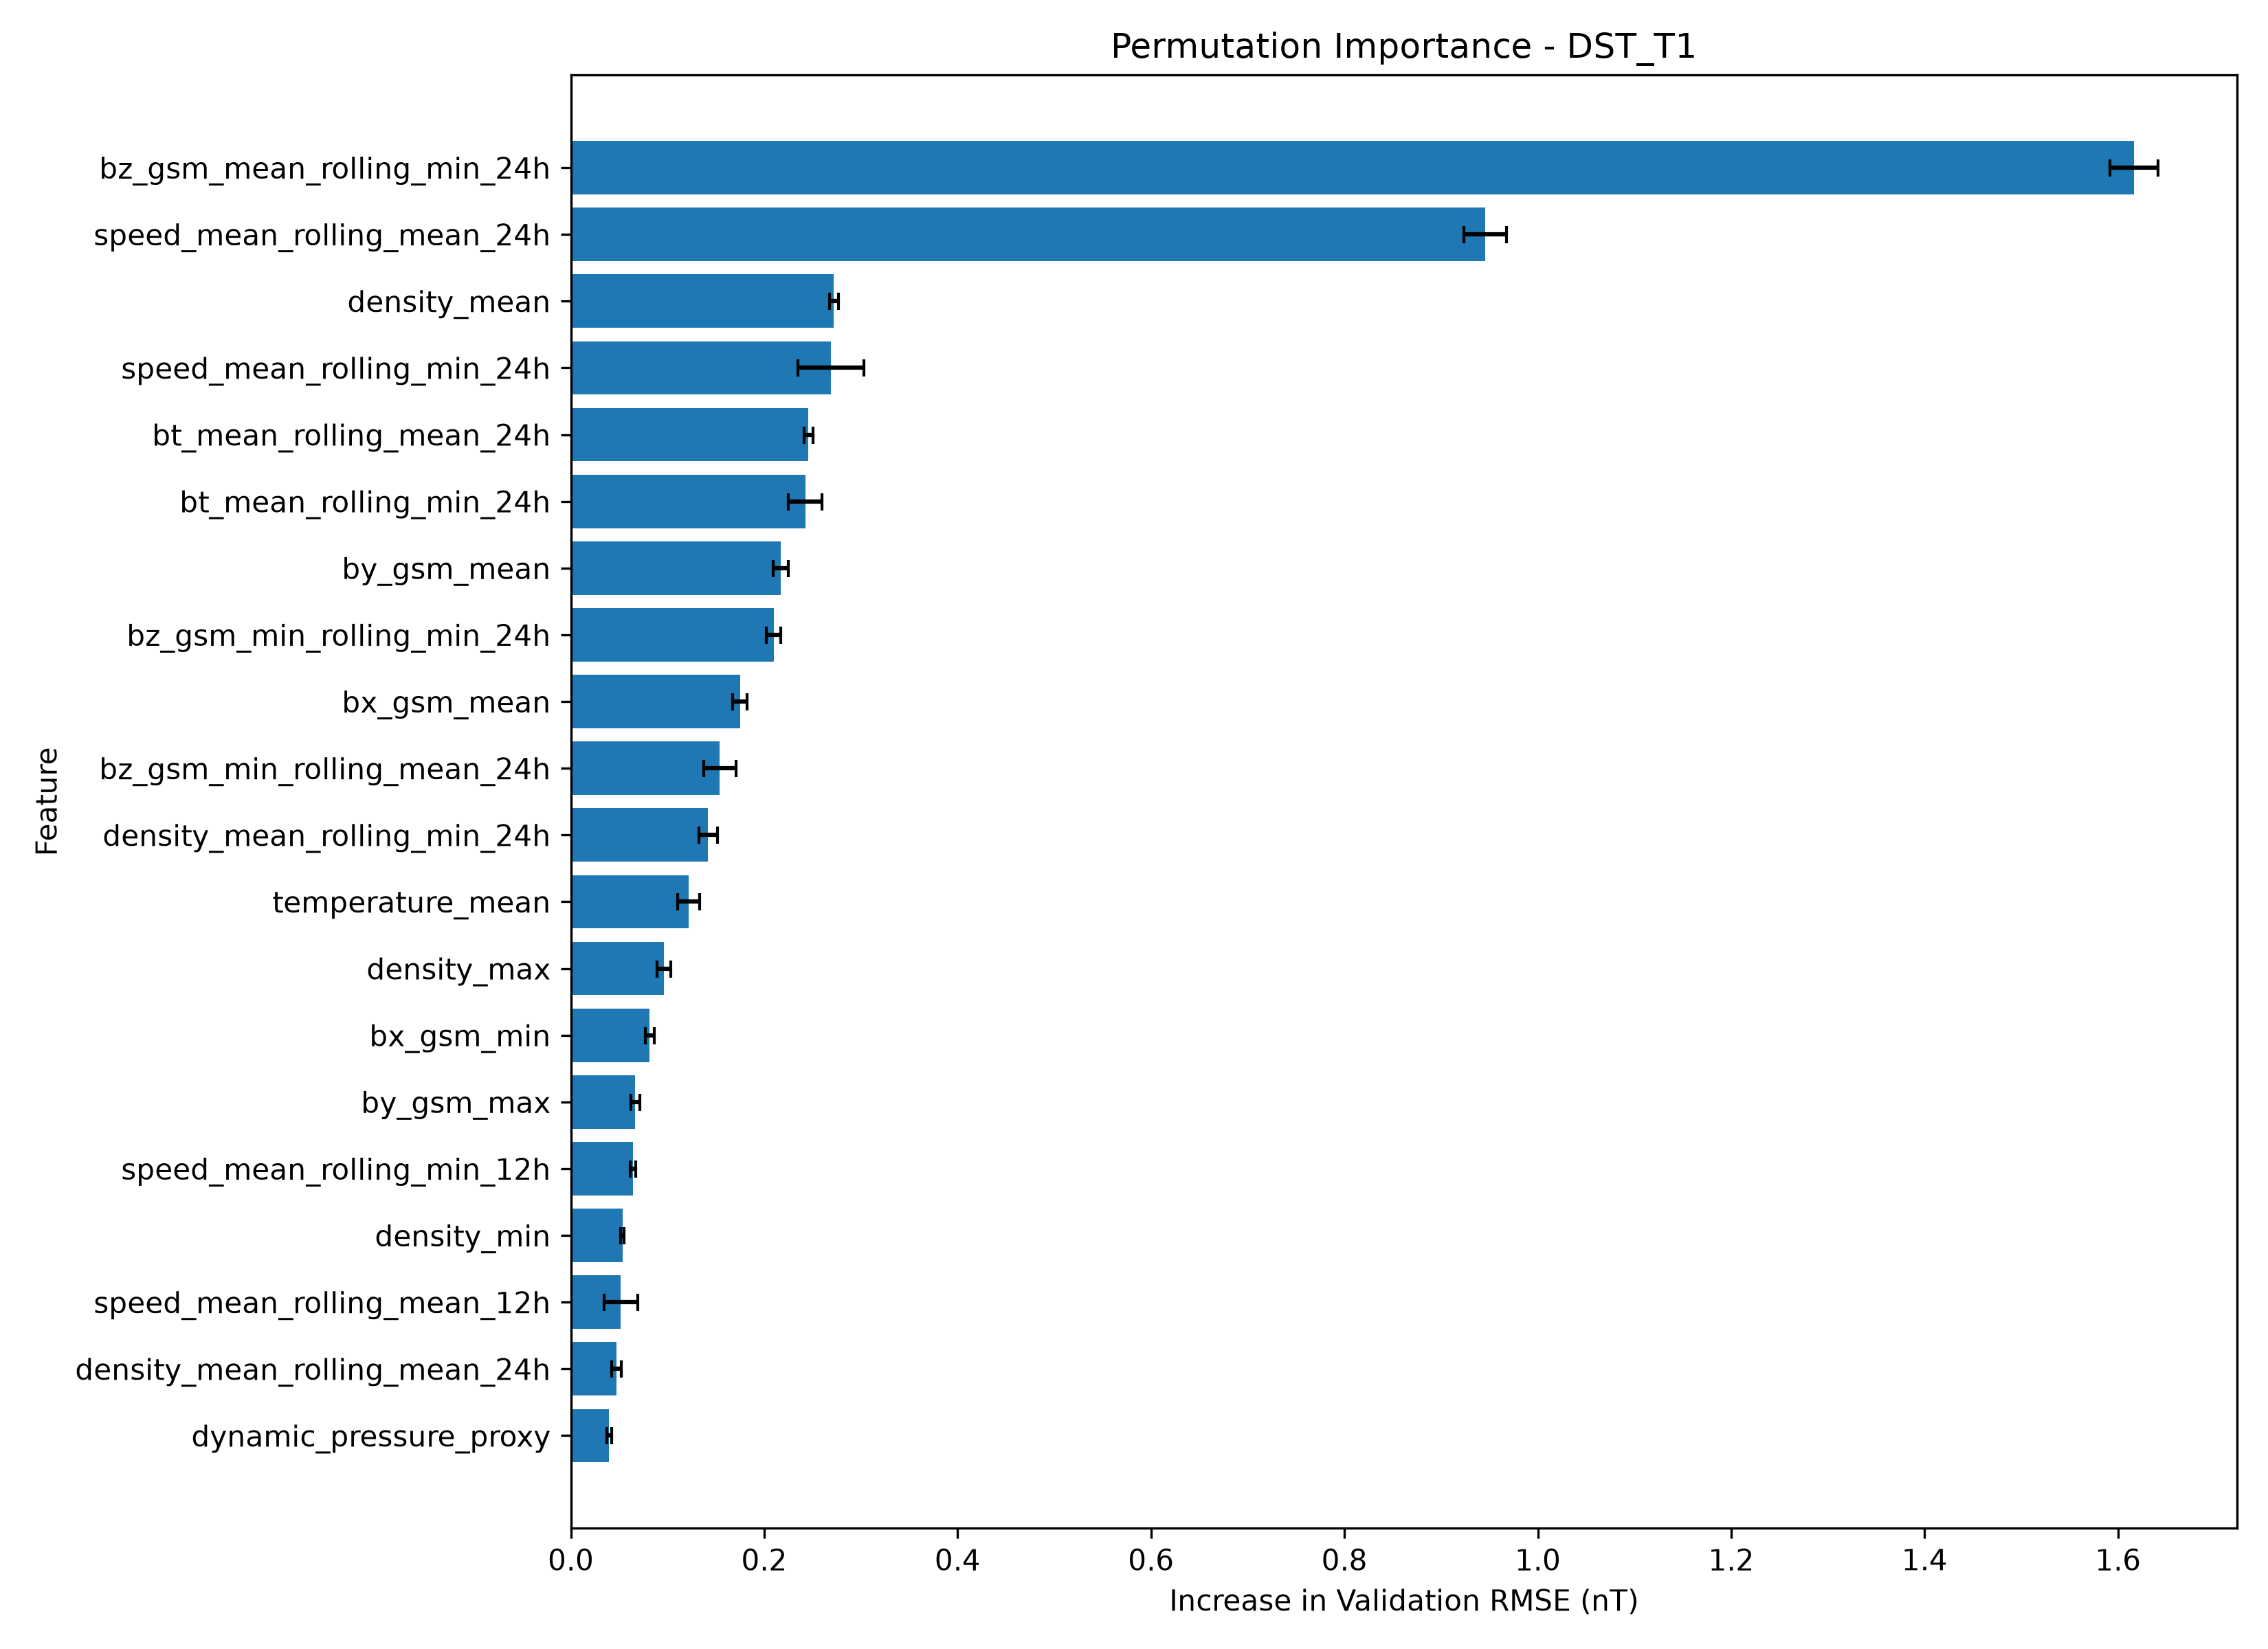 Permutation Importance - DST_T1
bz_gsm_mean_rolling_min_24h
speed_mean_rolling_mean_24h
density_mean
speed_mean_rolling_min_24h
bt_mean_rolling_mean_24h
bt_mean_rolling_min_24h
by_gsm_mean
bz_gsm_min_rolling_min_24h
bx_gsm_mean
bz_gsm_min_rolling_mean_24h
density_mean_rolling_min_24h
temperature_mean
density_max
bx_gsm_min
by_gsm_max
speed_mean_rolling_min_12h
density_min
speed_mean_rolling_mean_12h
density_mean_rolling_mean_24h
dynamic_pressure_proxy
Feature
0.0 0.2 0.4 0.6 0.8 1.0 1.2 1.4 1.6
Increase in Validation RMSE (nT)